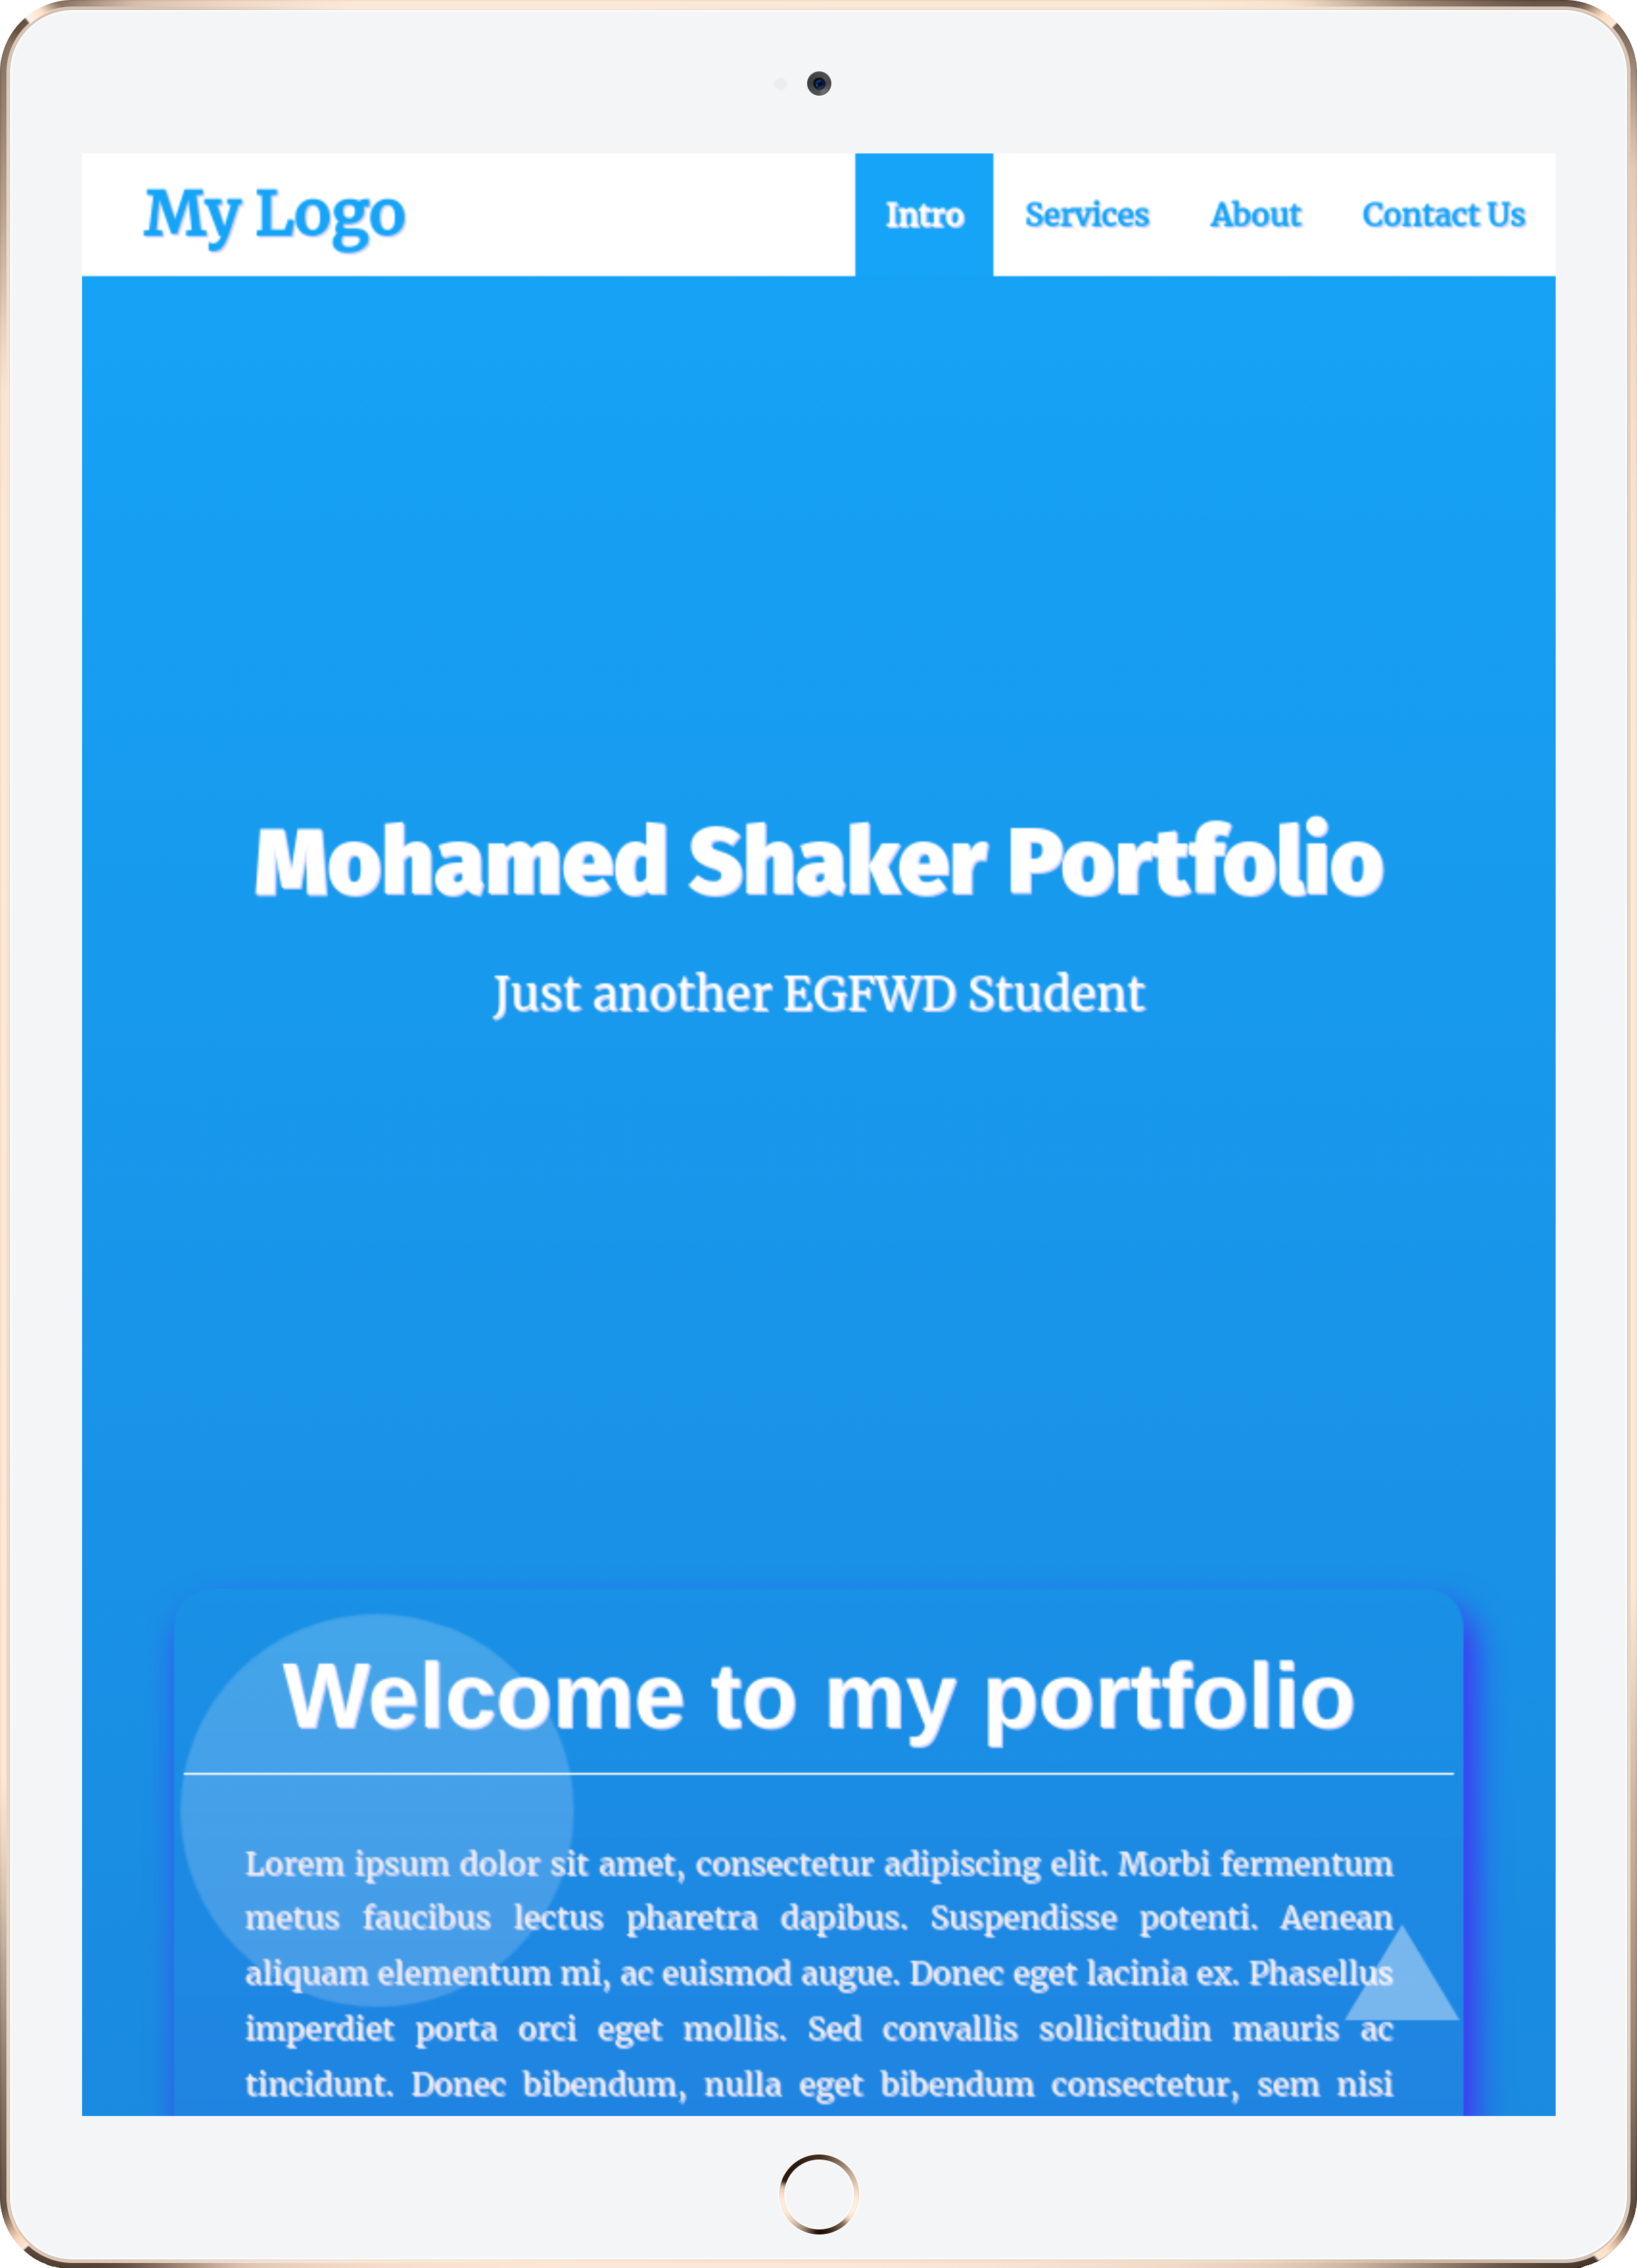 My Logo
Intro Services About Contact Us
Mohamed Shaker Portfolio
Just another EGFWD Student
Welcome to my portfolio
Lorem ipsum dolor sit amet, consectetur adipiscing elit. Morbi fermentum
metus faucibus lectus pharetra dapibus. Suspendisse potenti. Aenean
aliquam elementum mi, ac euismod augue. Donec eget lacinia ex. Phasellus
imperdiet porta orci eget mollis. Sed convallis sollicitudin mauris ac
tincidunt. Donec bibendum, nulla eget bibendum consectetur, sem nisi